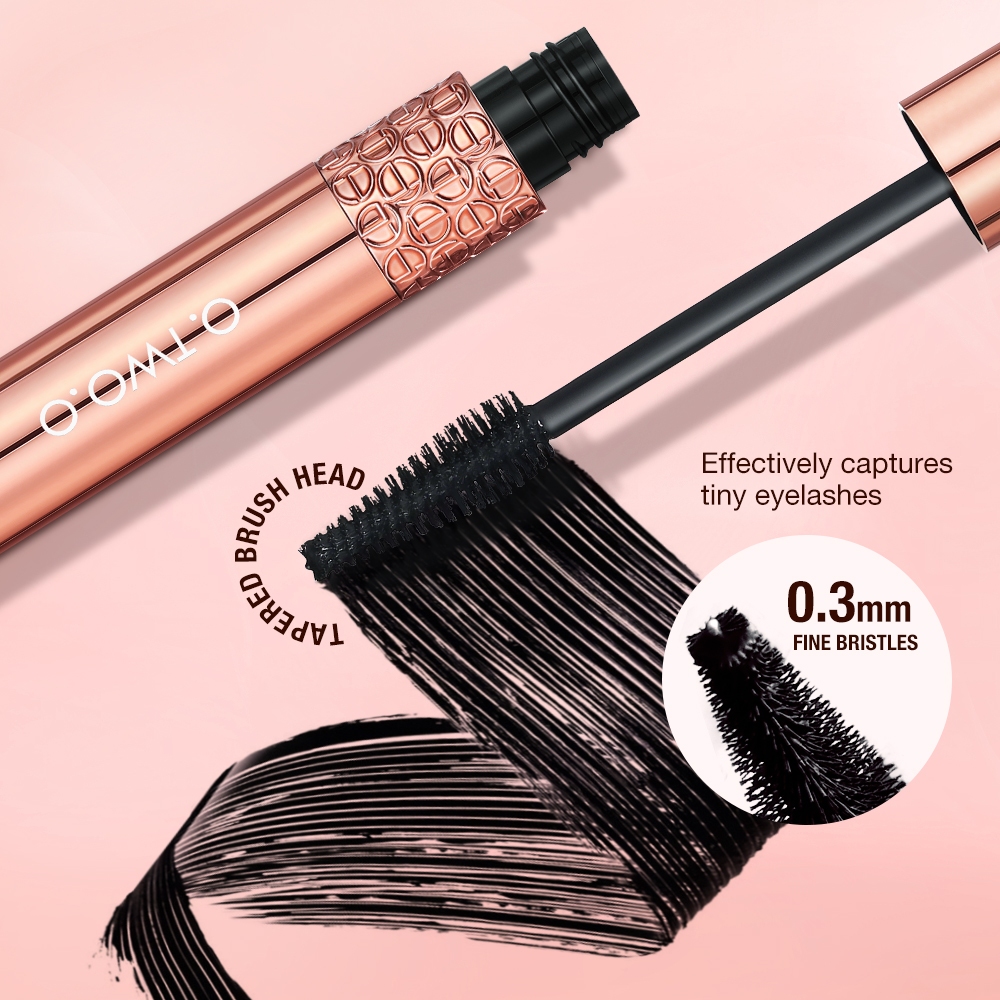 O.TWO.O
TAPERED BRUSH HEAD
Effectively captures
tiny eyelashes
0.3mm
FINE BRISTLES